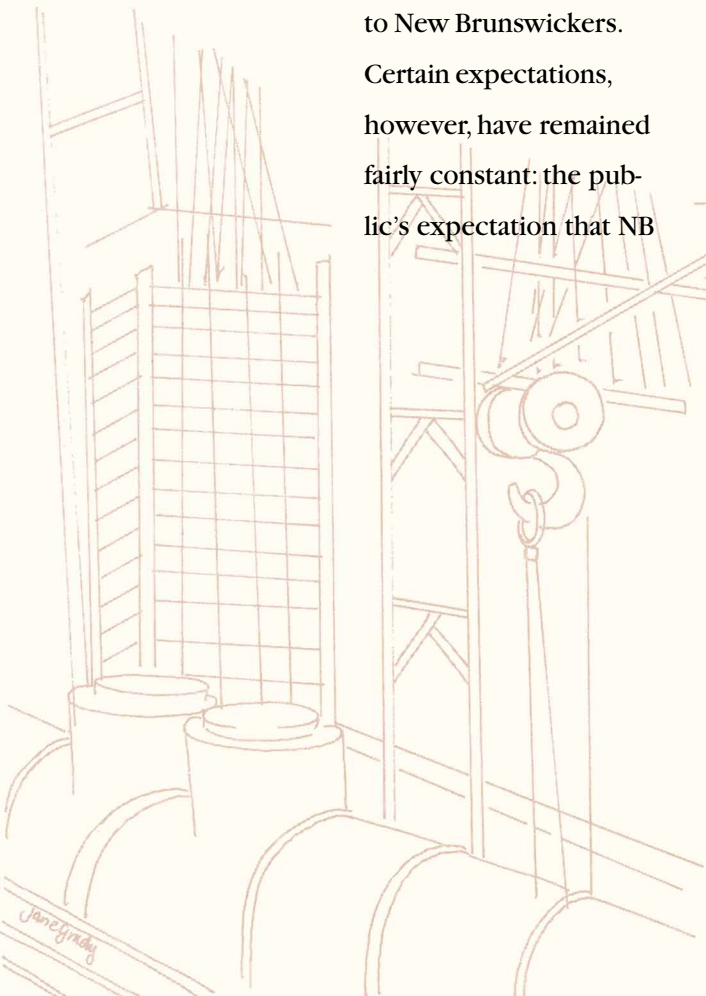 to New Brunswickers.
Certain expectations,
however, have remained
fairly constant: the pub-
lic's expectation that NB
Jane Grady